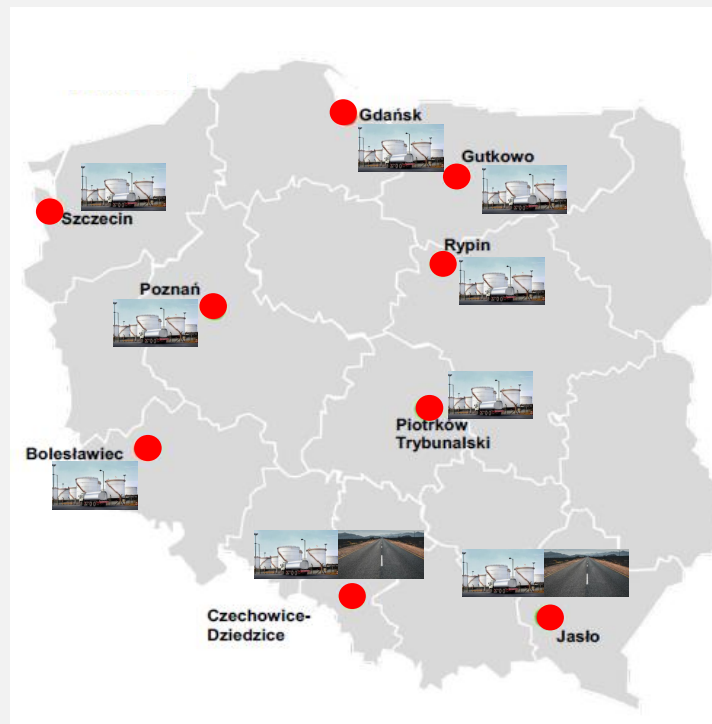 Gdańsk
Gutkowo
Szczecin
Rypin
Poznań
Piotrków
Trybunalski
Bolesławiec
Czechowice-
Dziedzice
Jasło